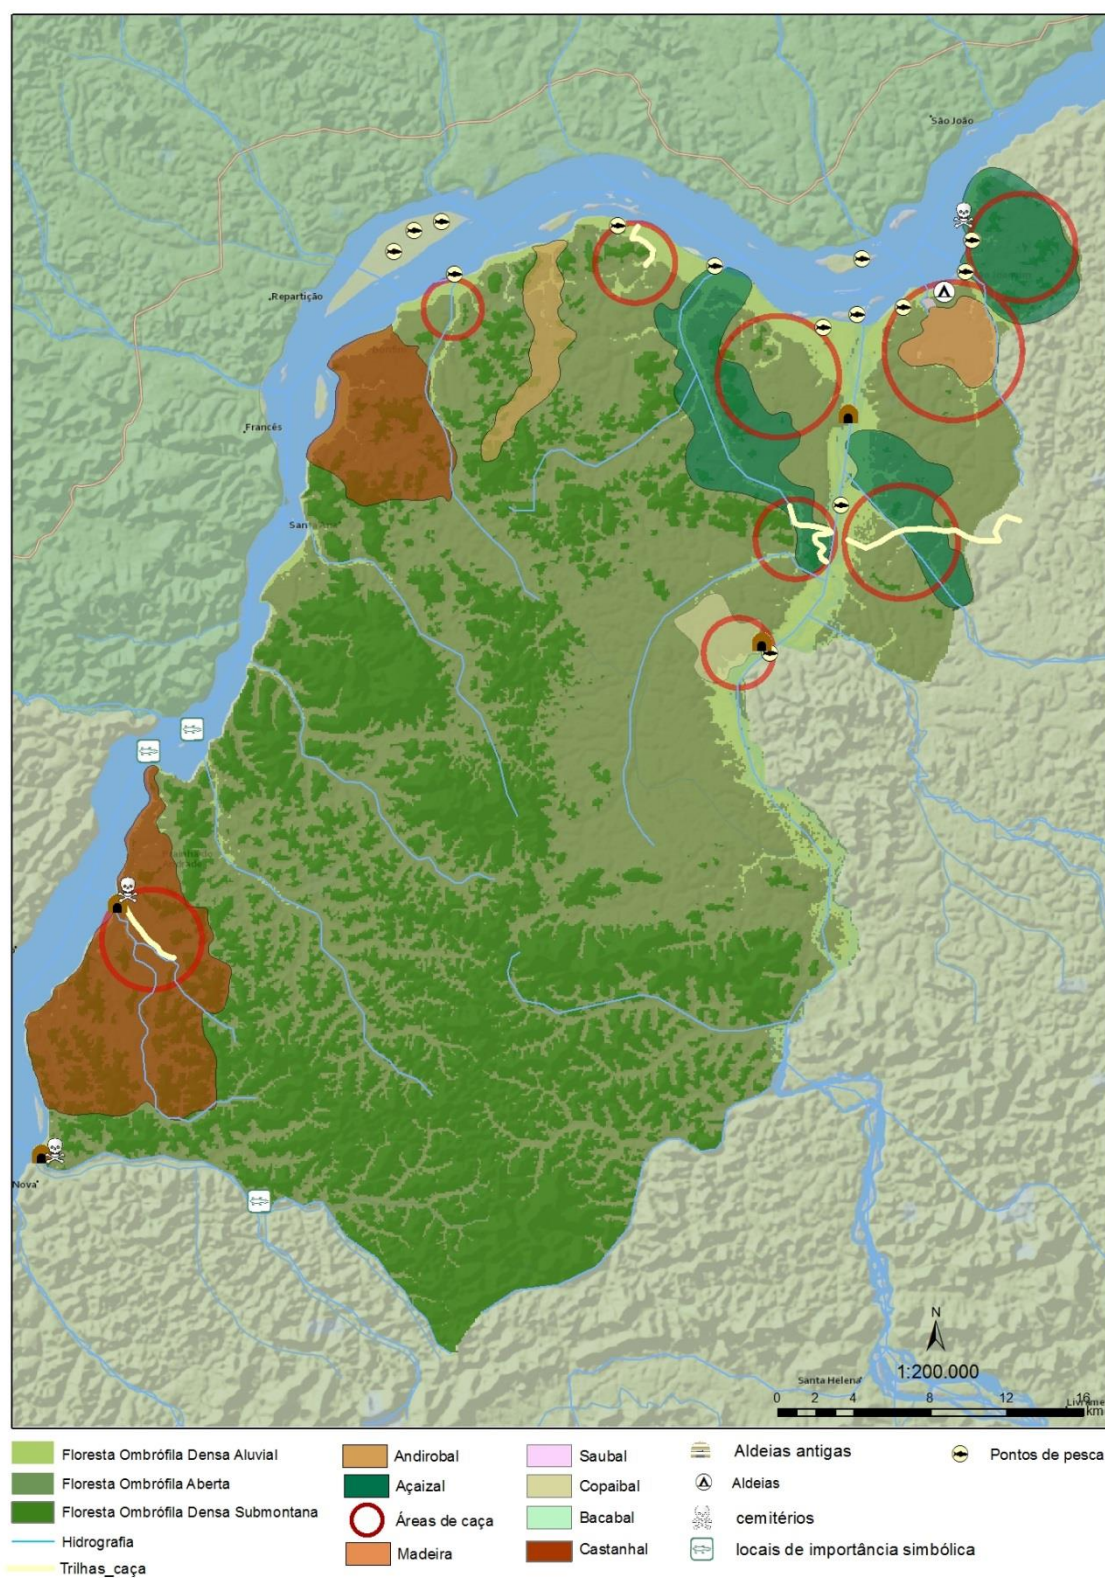 São João
Repartição
Francês
Nova
N
1:200.000
Santa Helena
0 2 4 8 12 16
km
Floresta Ombrófila Densa Aluvial
Floresta Ombrófila Aberta
Floresta Ombrófila Densa Submontana
Hidrografia
Trilhas_caça
Andirobal
Açaizal
Áreas de caça
Madeira
Saubal
Copaibal
Bacabal
Castanhal
Aldeias antigas
Aldeias
cemitérios
locais de importância simbólica
Pontos de pesca